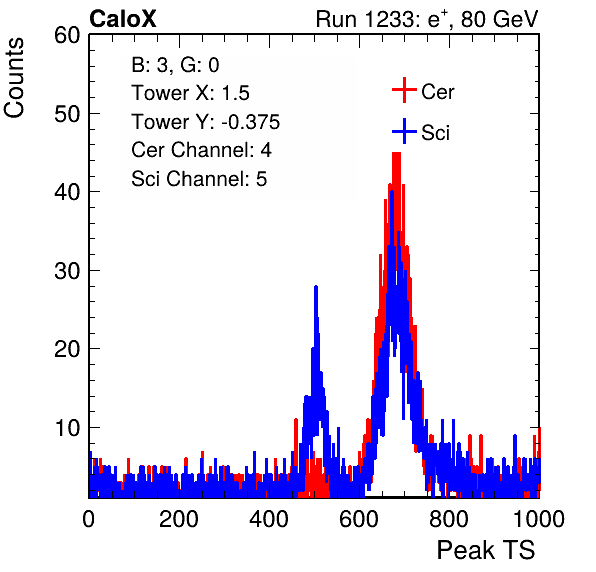 CaloX Run 1233: e⁺, 80 GeV
Counts
60
50
40
30
20
10
B: 3, G: 0
Tower X: 1.5
Tower Y: -0.375
Cer Channel: 4
Sci Channel: 5
Cer
Sci
0 200 400 600 800 1000
Peak TS